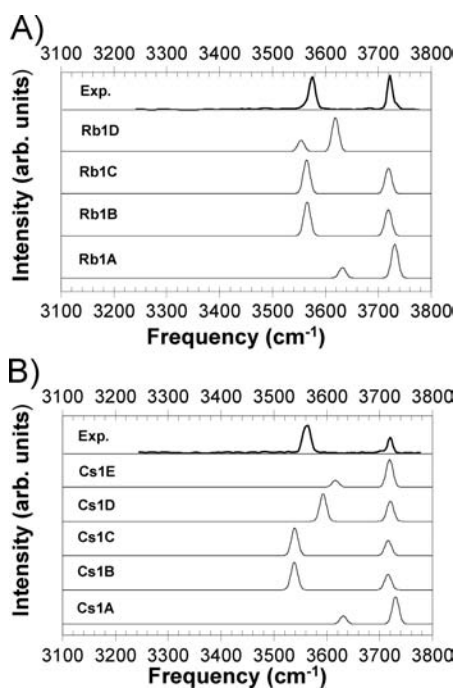 A)
3100 3200 3300 3400 3500 3600 3700 3800
Exp.
Rb1D
Rb1C
Rb1B
Rb1A
Intensity (arb. units)
3100 3200 3300 3400 3500 3600 3700 3800
Frequency (cm-1)
B)
3100 3200 3300 3400 3500 3600 3700 3800
Exp.
Cs1E
Cs1D
Cs1C
Cs1B
Cs1A
Intensity (arb. units)
3100 3200 3300 3400 3500 3600 3700 3800
Frequency (cm-1)